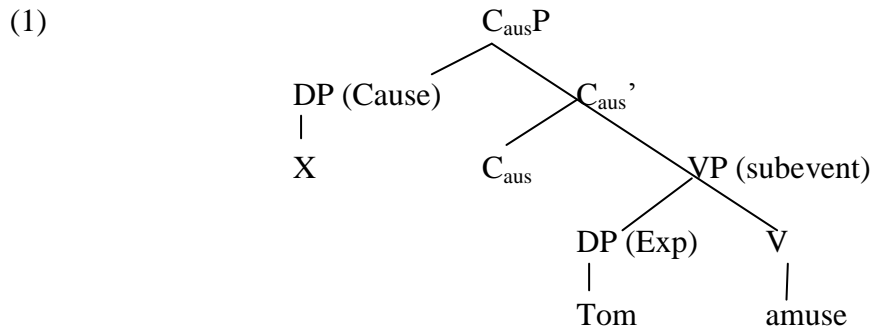 (1) CausP
DP (Cause) Caus’
X Caus VP (subevent)
DP (Exp) V
Tom amuse